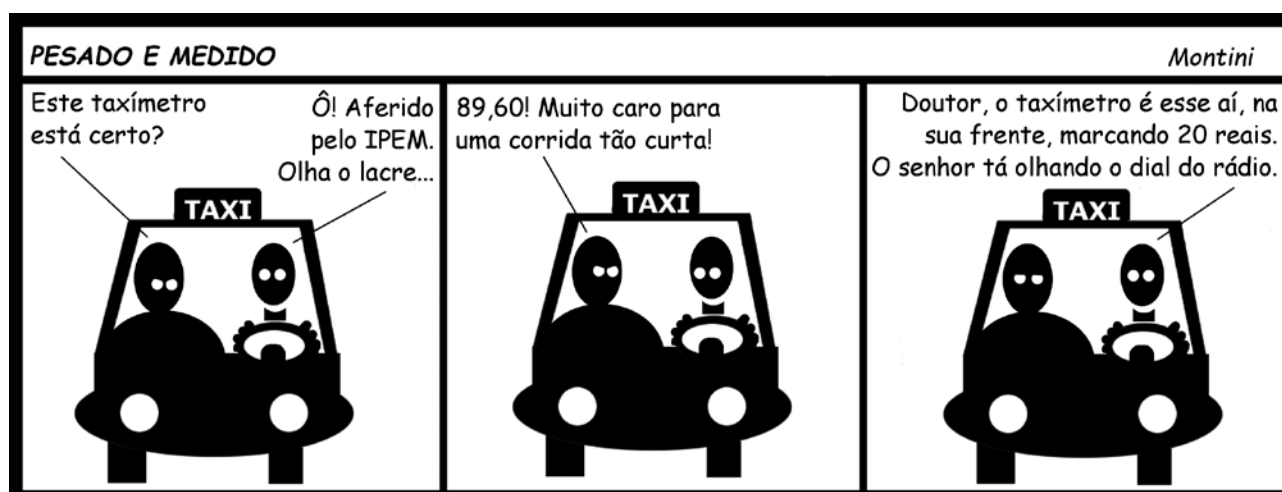 PESADO E MEDIDO
Montini
Este taxímetro
está certo?
Ô! Aferido
pelo IPEM.
Olha o lacre...
TAXI
89,60! Muito caro para
uma corrida tão curta!
TAXI
Doutor, o taxímetro é esse aí, na
sua frente, marcando 20 reais.
O senhor tá olhando o dial do rádio.
TAXI